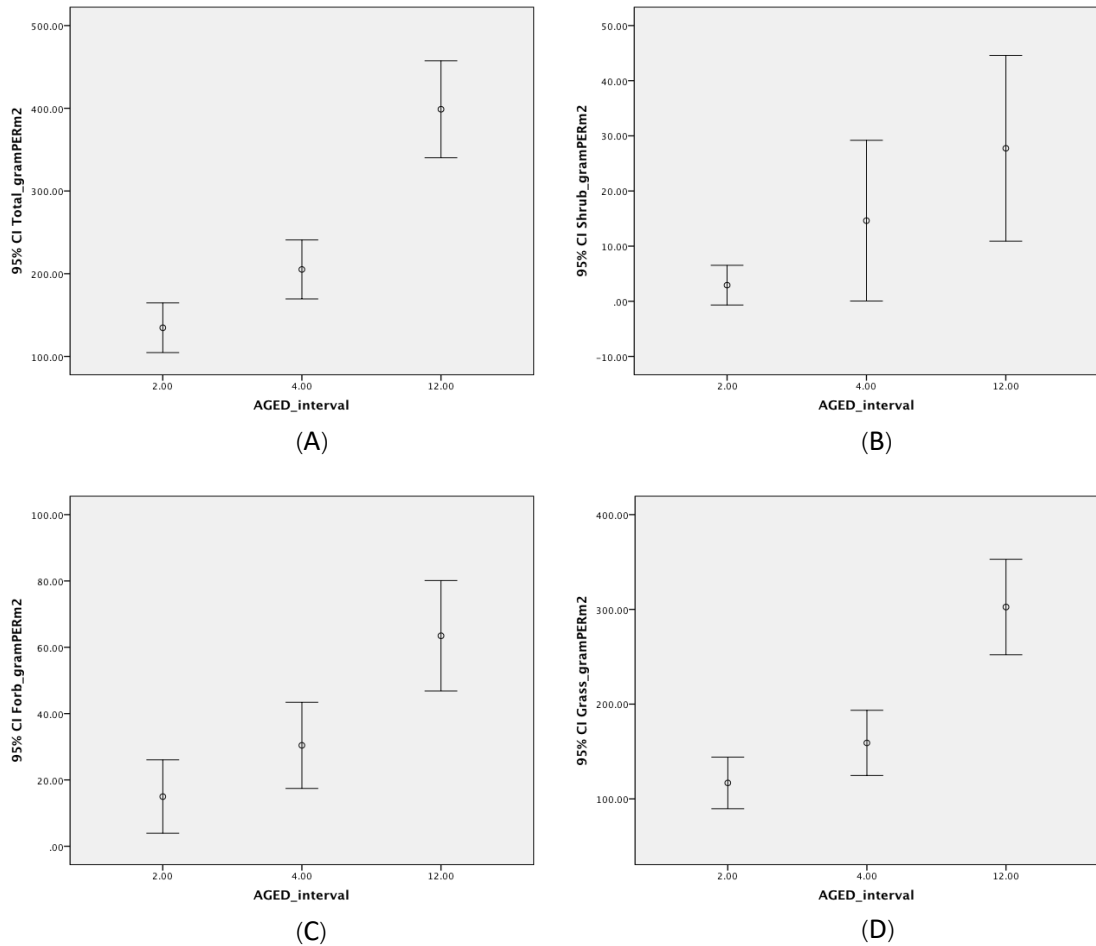 500.00
400.00
300.00
200.00
100.00
95% CI Total_gramPERm2
2.00
4.00
12.00
AGED_interval
(A)
50.00
40.00
30.00
20.00
10.00
.00
-10.00
95% CI Shrub_gramPERm2
2.00
4.00
12.00
AGED_interval
(B)
100.00
80.00
60.00
40.00
20.00
.00
95% CI Forb_gramPERm2
2.00
4.00
12.00
AGED_interval
(C)
400.00
300.00
200.00
100.00
95% CI Grass_gramPERm2
2.00
4.00
12.00
AGED_interval
(D)